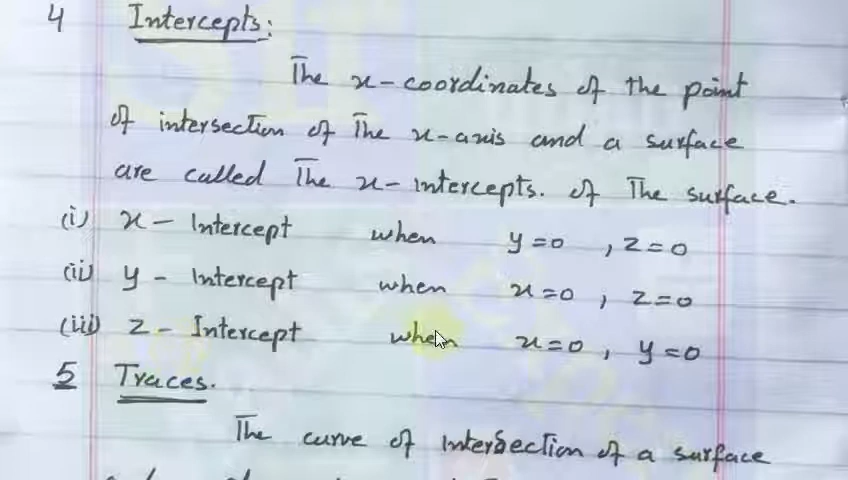 4 Intercepts:
The x-coordinates of the point
of intersection of The x-axis and a surface
are called The x-intercepts. of The surface.
(i) x - Intercept when y=0 , z=0
(ii) y - Intercept when x=0 , z=0
(iii) z - Intercept when x=0 , y=0
5 Traces.
The curve of intersection of a surface